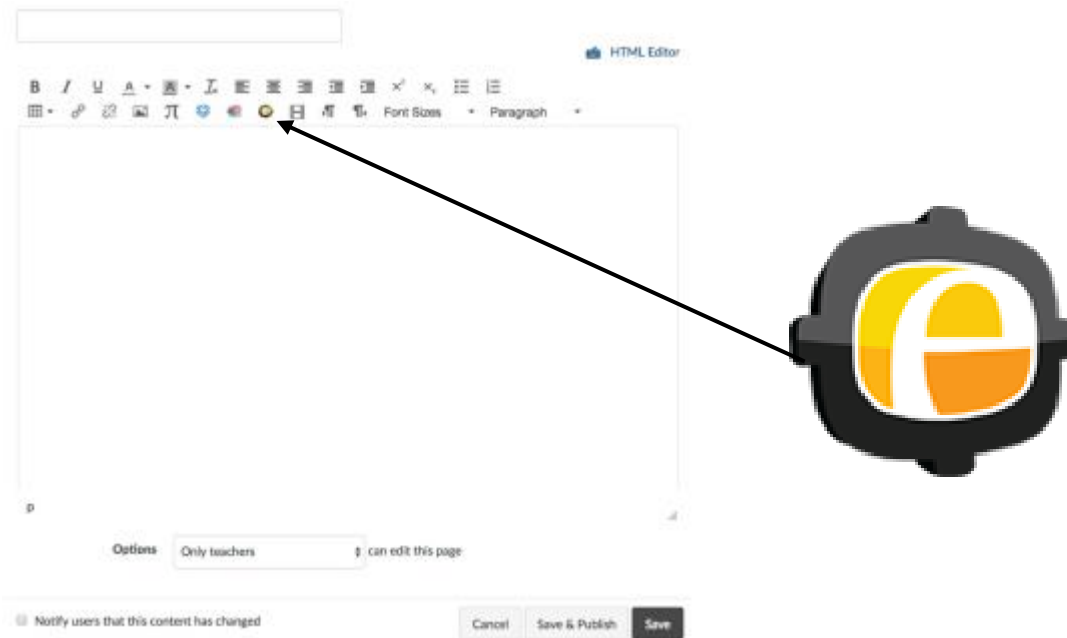 HTML Editor
B I U A A
Font Sizes Paragraph
p
Options Only teachers can edit this page
Notify users that this content has changed
Cancel Save & Publish Save
e